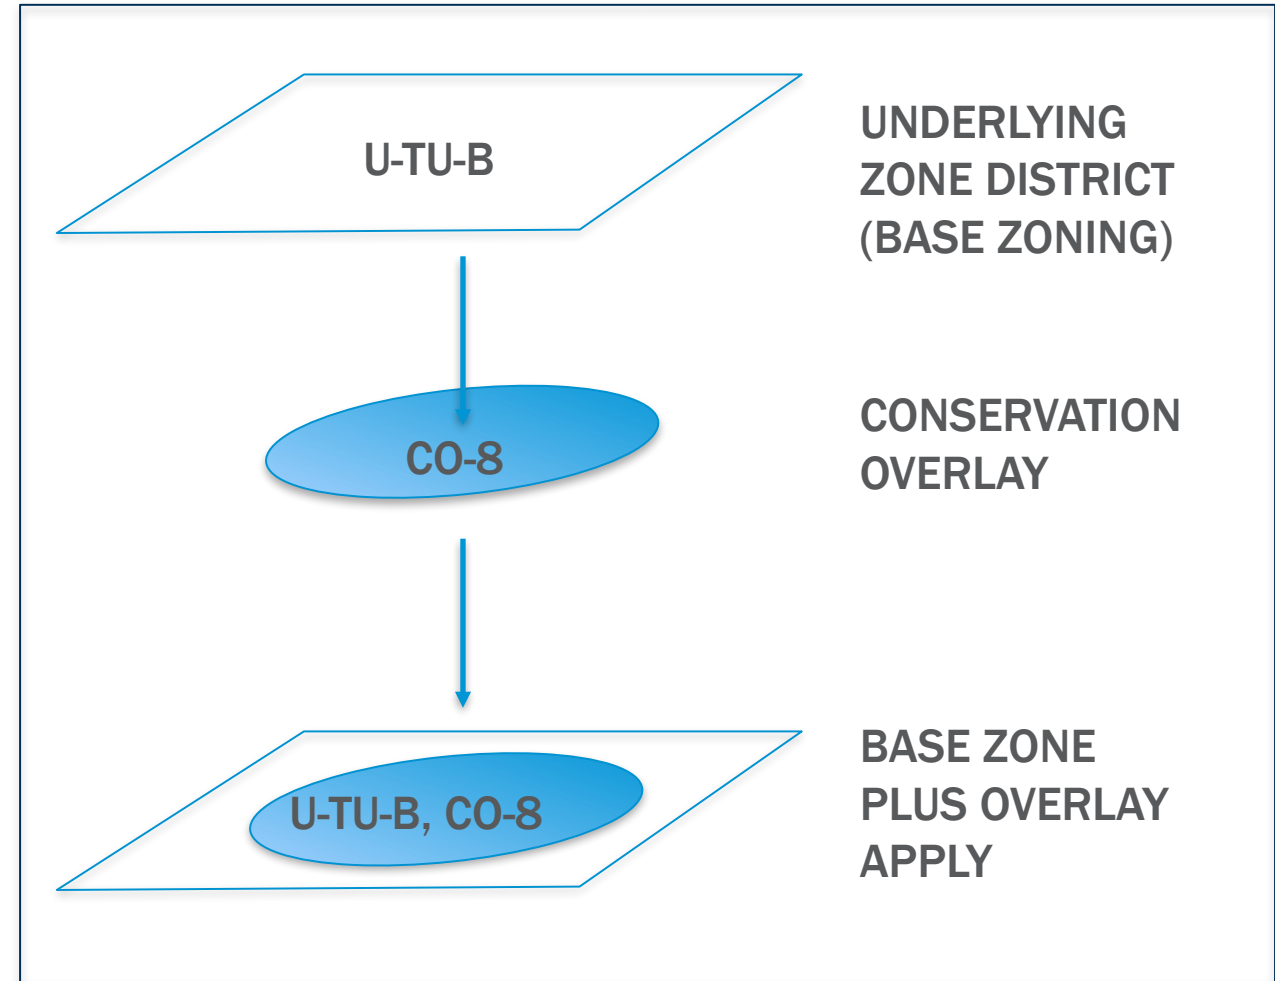 U-TU-B
UNDERLYING
ZONE DISTRICT
(BASE ZONING)
CO-8
CONSERVATION
OVERLAY
U-TU-B, CO-8
BASE ZONE
PLUS OVERLAY
APPLY